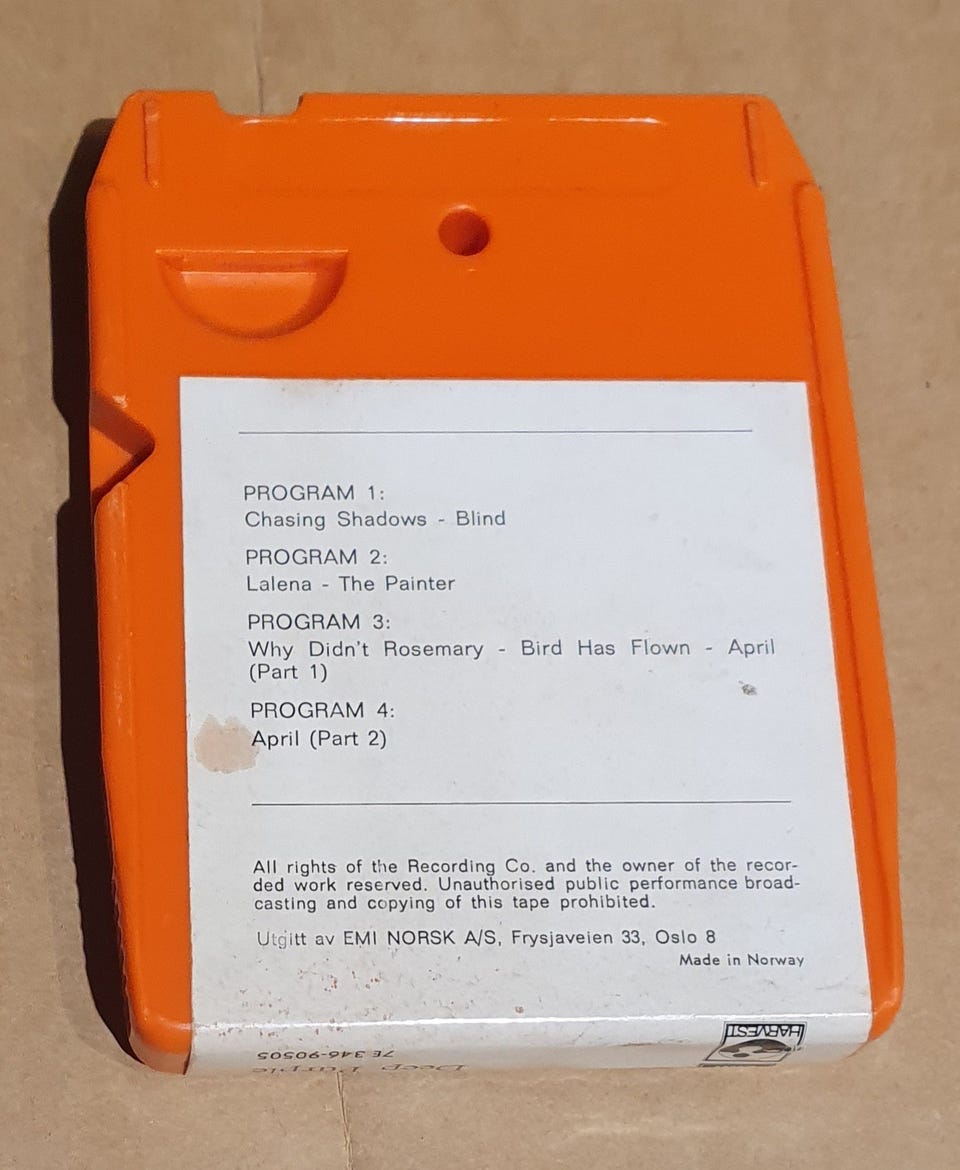 PROGRAM 1:
Chasing Shadows - Blind
PROGRAM 2:
Lalena - The Painter
PROGRAM 3:
Why Didn't Rosemary - Bird Has Flown - April
(Part 1)
PROGRAM 4:
April (Part 2)
All rights of the Recording Co. and the owner of the recor-
ded work reserved. Unauthorised public performance broad-
casting and copying of this tape prohibited.
Utgitt av EMI NORSK A/S, Frysjaveien 33, Oslo 8
Made in Norway
HARVEST
7E 346-90505
Deep Purple